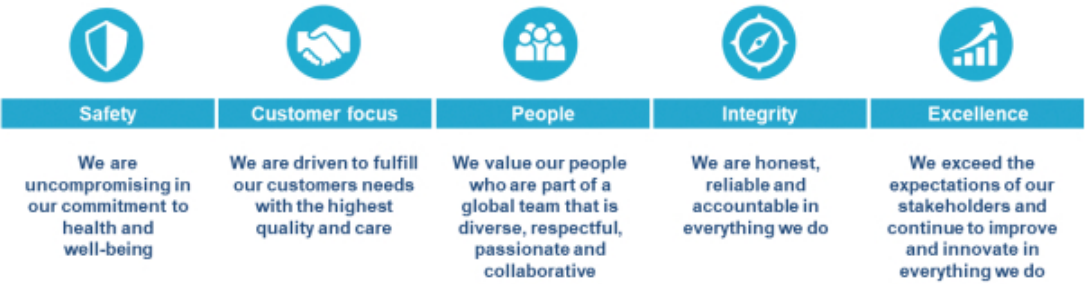 Safety
We are
uncompromising in
our commitment to
health and
well-being
Customer focus
We are driven to fulfill
our customers needs
with the highest
quality and care
People
We value our people
who are part of a
global team that is
diverse, respectful,
passionate and
collaborative
Integrity
We are honest,
reliable and
accountable in
everything we do
Excellence
We exceed the
expectations of our
stakeholders and
continue to improve
and innovate in
everything we do